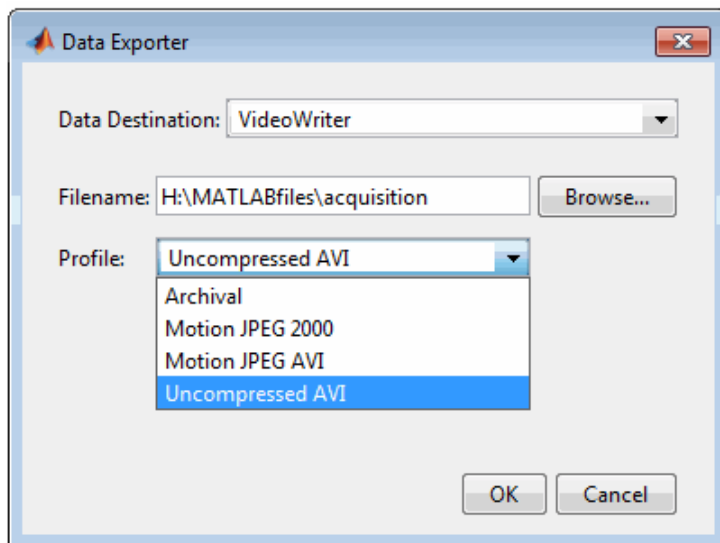 Data Exporter
Data Destination: VideoWriter
Filename: H:\MATLABfiles\acquisition Browse...
Profile: Uncompressed AVI
Archival
Motion JPEG 2000
Motion JPEG AVI
Uncompressed AVI
OK Cancel